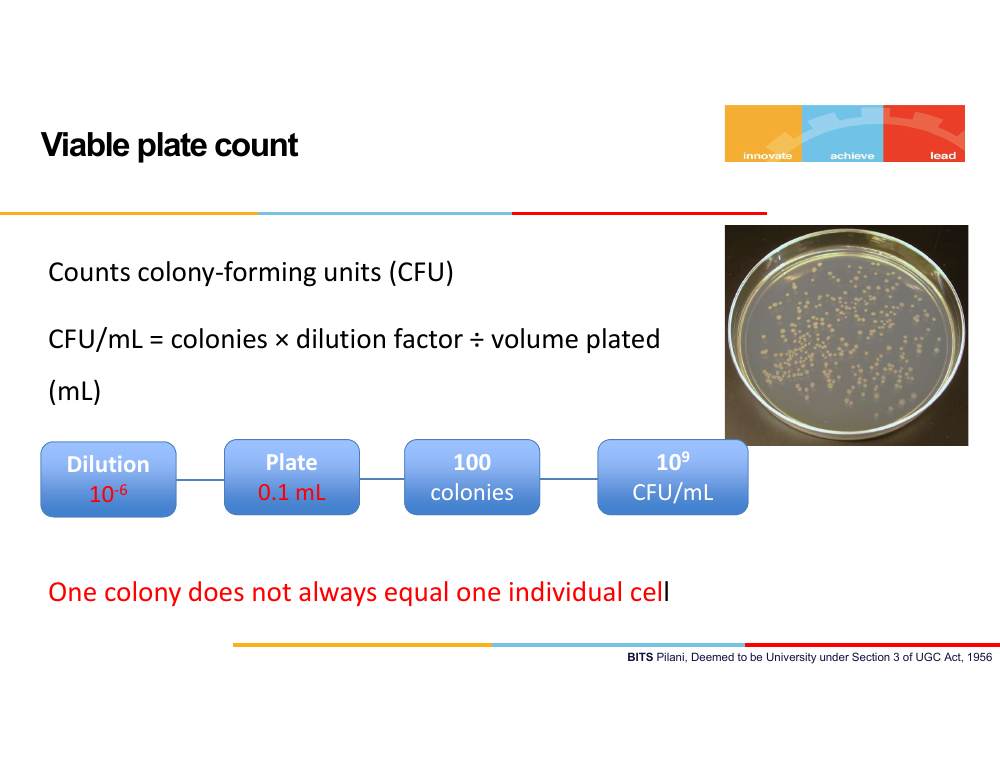 Viable plate count
innovate achieve lead
Counts colony-forming units (CFU)
CFU/mL = colonies × dilution factor ÷ volume plated
(mL)
Dilution
10⁻⁶
Plate
0.1 mL
100
colonies
10⁹
CFU/mL
One colony does not always equal one individual cell
BITS Pilani, Deemed to be University under Section 3 of UGC Act, 1956